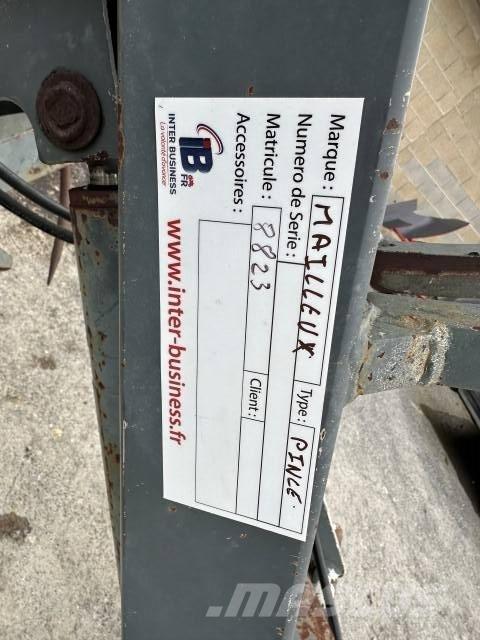 Marque : MAILLEUX Type : PINCE.
Numero de Serie :
Matricule : 8823 Client :
Accessoires :
IB.FR
INTER BUSINESS
La volonté d'avancer
www.inter-business.fr
MASCUS